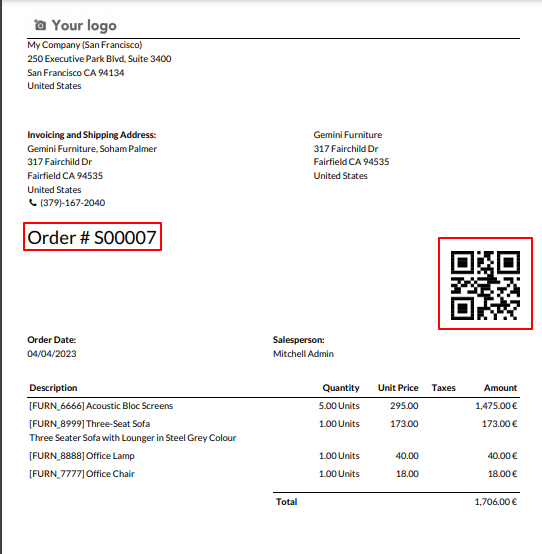 Your logo
My Company (San Francisco)
250 Executive Park Blvd, Suite 3400
San Francisco CA 94134
United States
Invoicing and Shipping Address:
Gemini Furniture, Soham Palmer
317 Fairchild Dr
Fairfield CA 94535
United States
(379)-167-2040
Gemini Furniture
317 Fairchild Dr
Fairfield CA 94535
United States
Order # S00007
Order Date:
04/04/2023
Salesperson:
Mitchell Admin
Description Quantity Unit Price Taxes Amount
[FURN_6666] Acoustic Bloc Screens 5.00 Units 295.00 1,475.00 €
[FURN_8999] Three-Seat Sofa 1.00 Units 173.00 173.00 €
Three Seater Sofa with Lounger in Steel Grey Colour
[FURN_8888] Office Lamp 1.00 Units 40.00 40.00 €
[FURN_7777] Office Chair 1.00 Units 18.00 18.00 €
Total 1,706.00 €